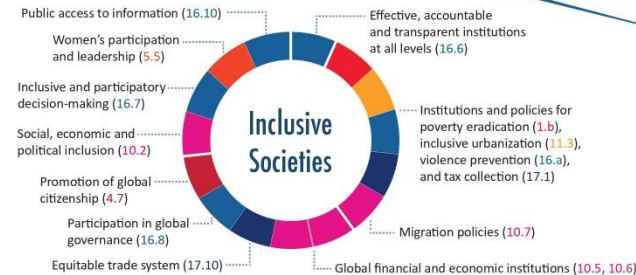 Public access to information (16.10)
Women's participation
and leadership (5.5)
Inclusive and participatory
decision-making (16.7)
Social, economic and
political inclusion (10.2)
Promotion of global
citizenship (4.7)
Participation in global
governance (16.8)
Equitable trade system (17.10)
Inclusive
Societies
Effective, accountable
and transparent institutions
at all levels (16.6)
Institutions and policies for
poverty eradication (1.b),
inclusive urbanization (11.3),
violence prevention (16.a),
and tax collection (17.1)
Migration policies (10.7)
Global financial and economic institutions (10.5, 10.6)